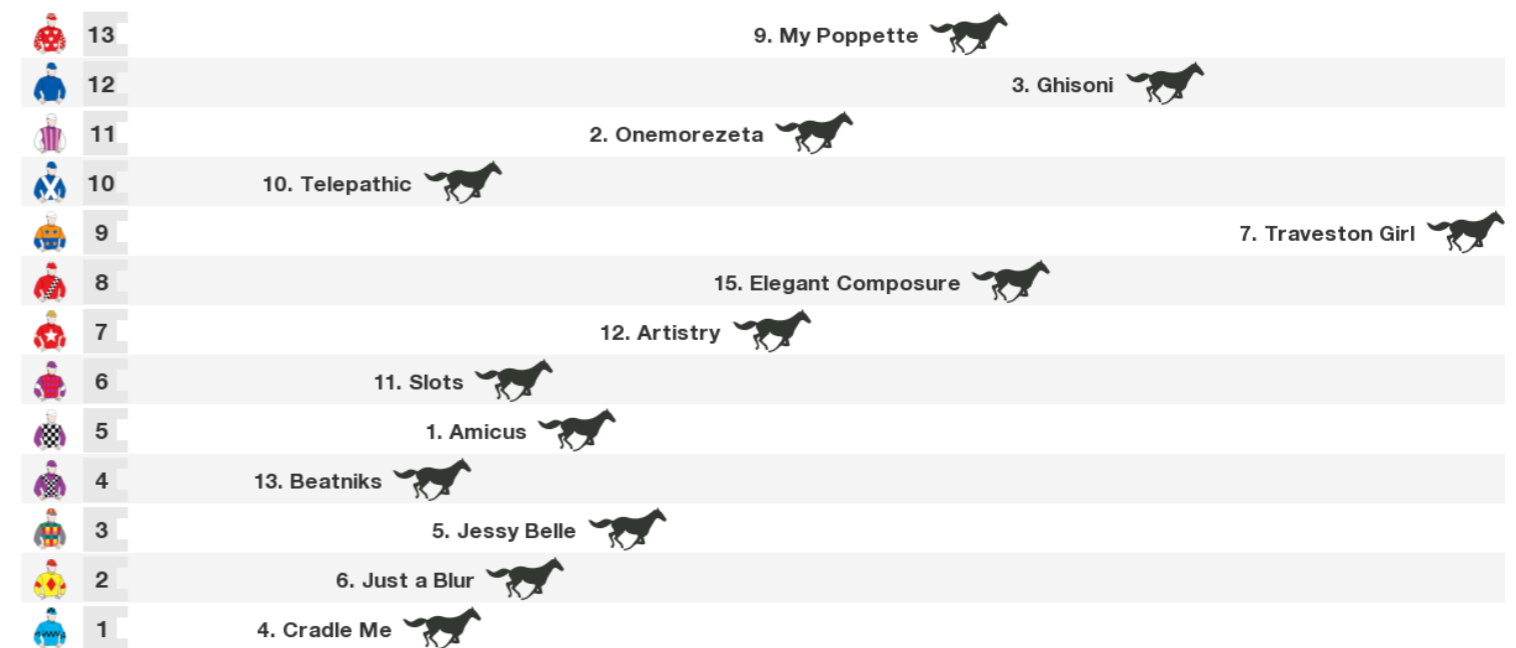 13 9. My Poppette
12 3. Ghisoni
11 2. Onemorezeta
10 10. Telepathic
9 7. Traveston Girl
8 15. Elegant Composure
7 12. Artistry
6 11. Slots
5 1. Amicus
4 13. Beatniks
3 5. Jessy Belle
2 6. Just a Blur
1 4. Cradle Me